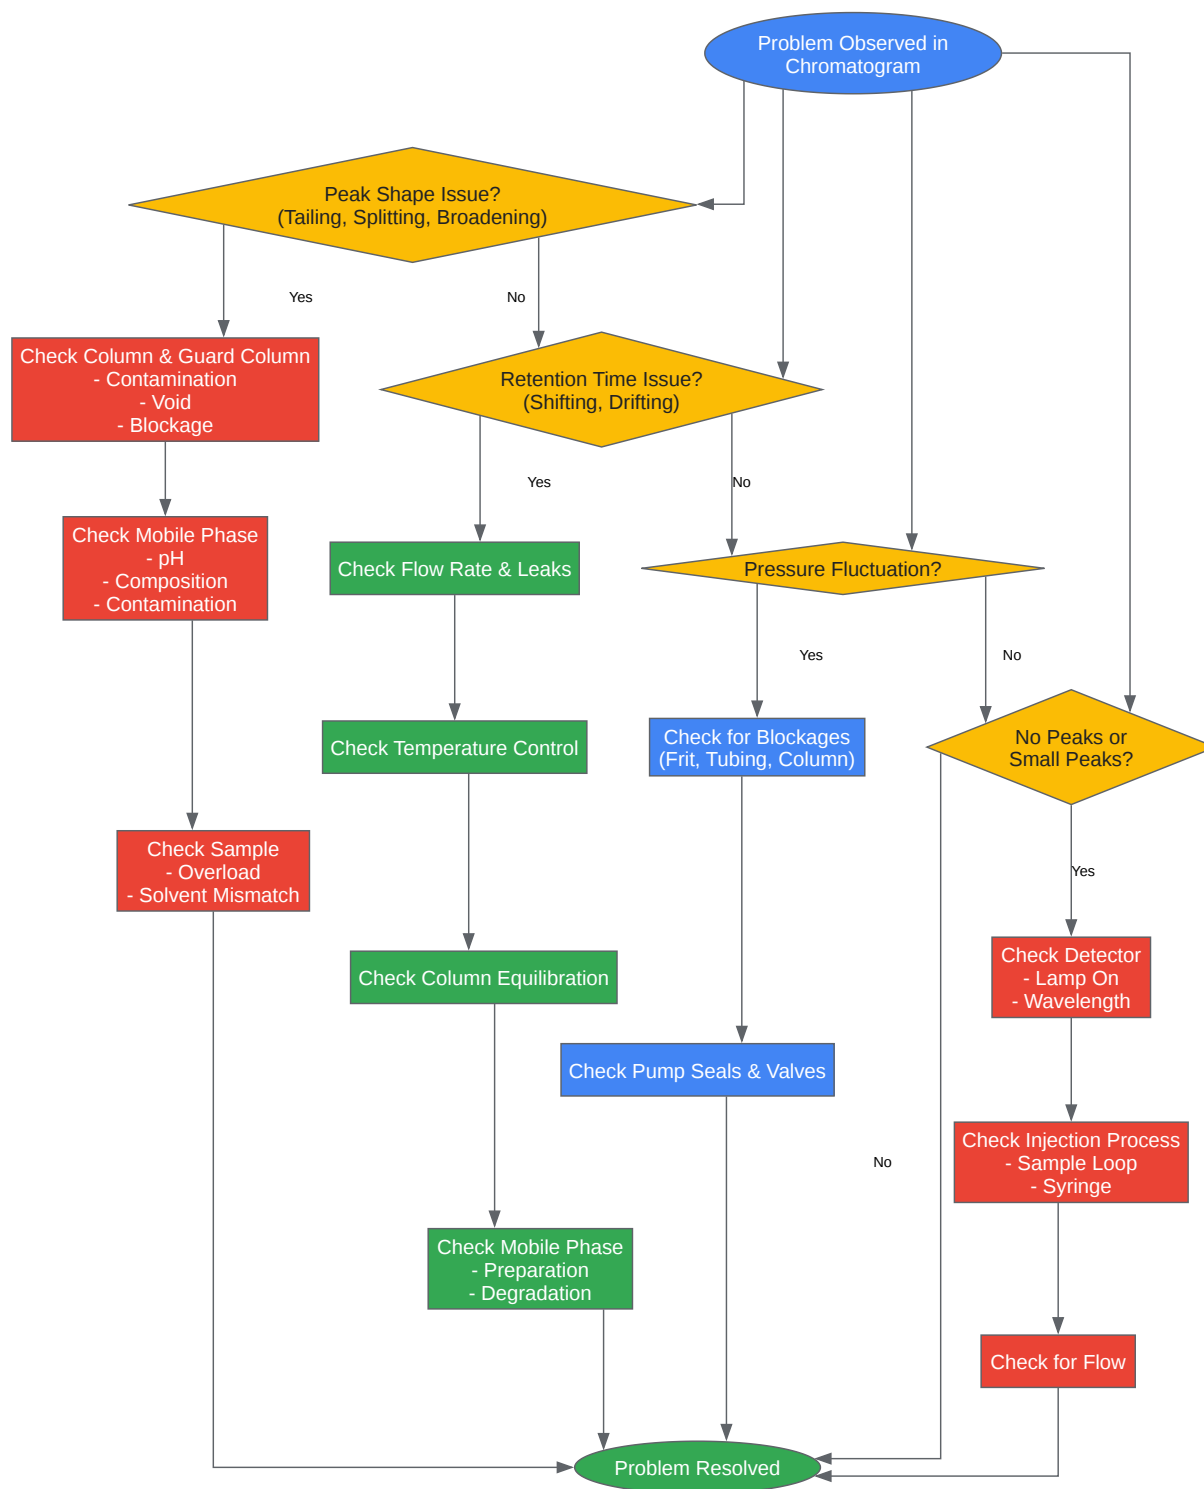 Problem Observed in
Chromatogram
Peak Shape Issue?
(Tailing, Splitting, Broadening)
Yes
No
Check Column & Guard Column
- Contamination
- Void
- Blockage
Retention Time Issue?
(Shifting, Drifting)
Yes
No
Check Mobile Phase
- pH
- Composition
- Contamination
Check Flow Rate & Leaks
Pressure Fluctuation?
Yes
No
Check Temperature Control
Check for Blockages
(Frit, Tubing, Column)
No Peaks or
Small Peaks?
Check Sample
- Overload
- Solvent Mismatch
Yes
Check Column Equilibration
Check Detector
- Lamp On
- Wavelength
Check Pump Seals & Valves
No
Check Injection Process
- Sample Loop
- Syringe
Check Mobile Phase
- Preparation
- Degradation
Check for Flow
Problem Resolved